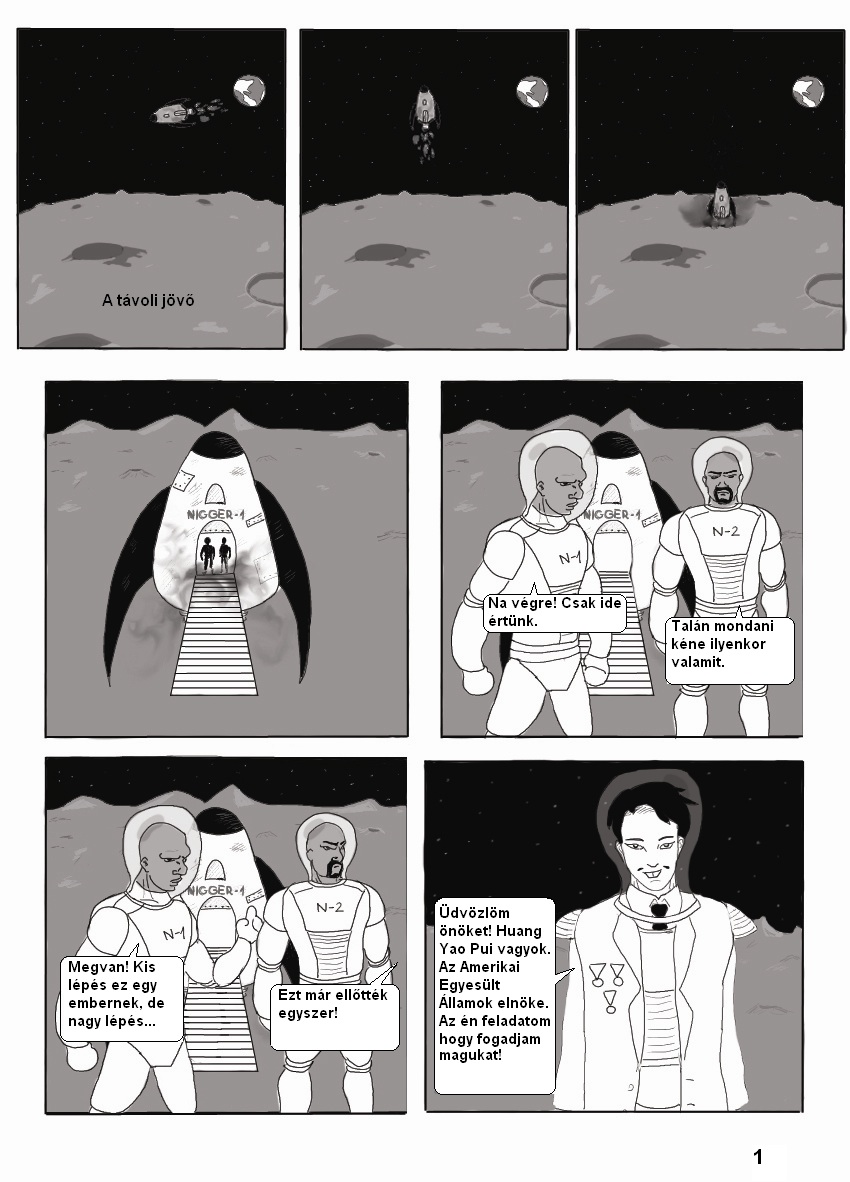 A távoli jövő
NIGGER-1
NIGGER-1
N-1
N-2
Na végre! Csak ide
értünk.
Talán mondani
kéne ilyenkor
valamit.
NIGGER-1
N-1
N-2
Megvan! Kis
lépés ez egy
embernek, de
nagy lépés...
Ezt már ellőtték
egyszer!
Üdvözlöm
önöket! Huang
Yao Pui vagyok.
Az Amerikai
Egyesült
Államok elnöke.
Az én feladatom
hogy fogadjam
magukat!
1